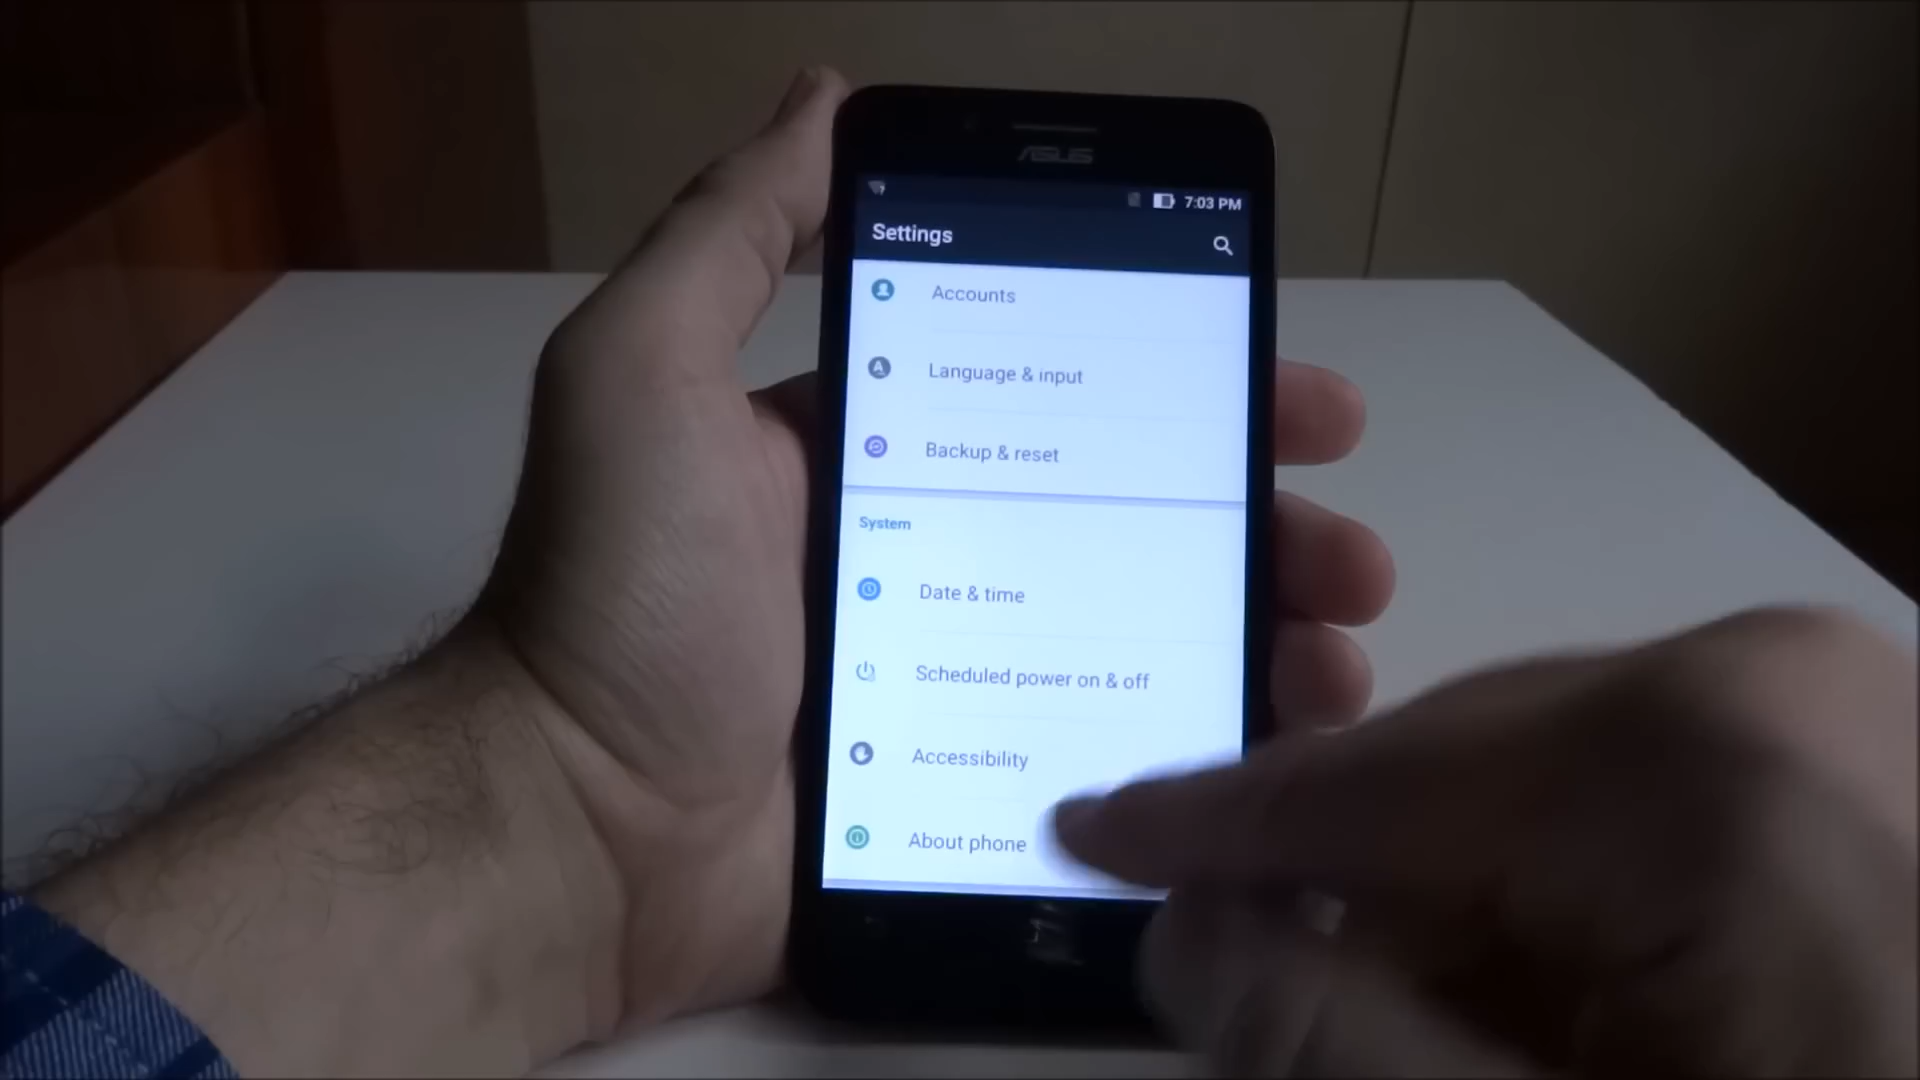 ASUS
7:03 PM
Settings
Accounts
Language & input
Backup & reset
System
Date & time
Scheduled power on & off
Accessibility
About phone